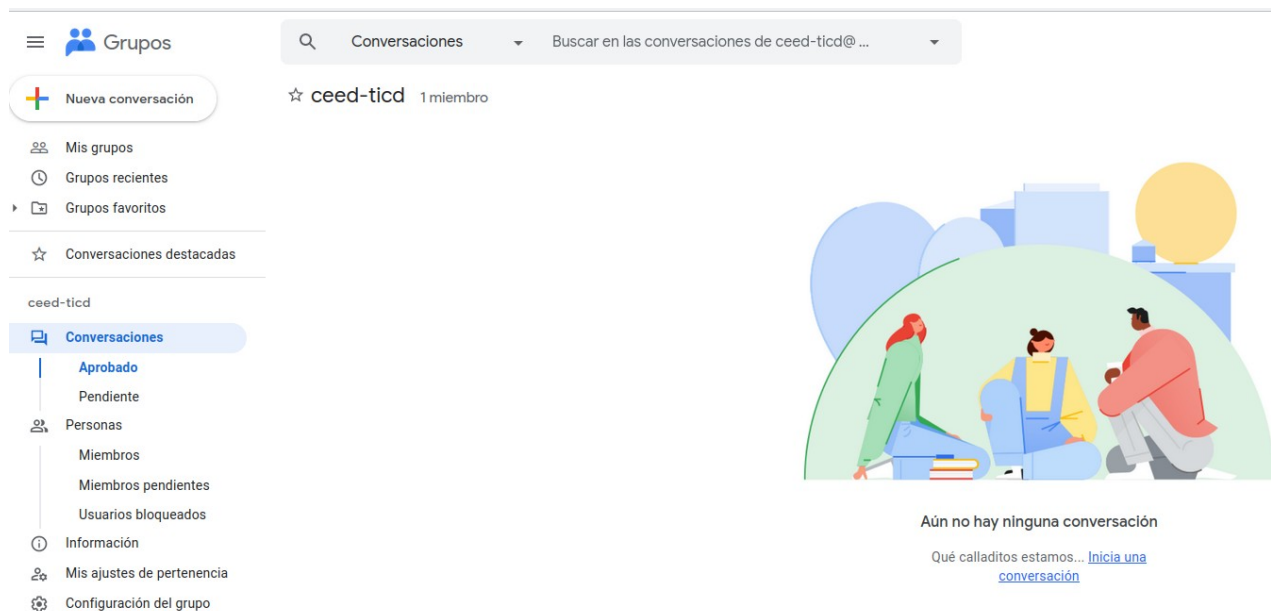 Grupos
Conversaciones
Buscar en las conversaciones de ceed-ticd@ ...
Nueva conversación
ceed-ticd 1 miembro
Mis grupos
Grupos recientes
Grupos favoritos
Conversaciones destacadas
ceed-ticd
Conversaciones
Aprobado
Pendiente
Personas
Miembros
Miembros pendientes
Usuarios bloqueados
Información
Mis ajustes de pertenencia
Configuración del grupo
Aún no hay ninguna conversación
Qué calladitos estamos... Inicia una
conversación